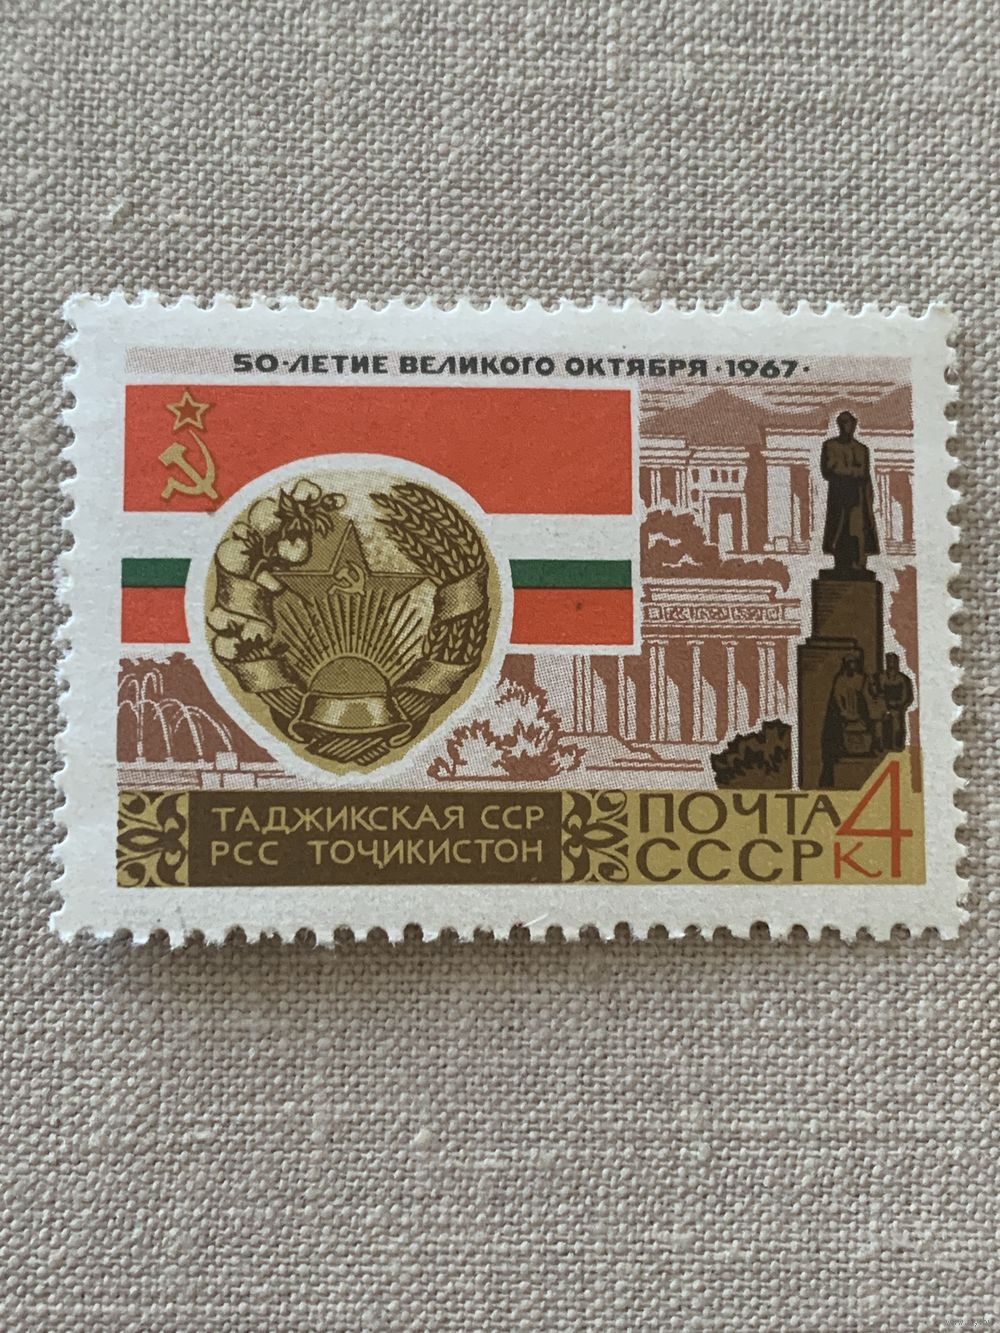 50-ЛЕТИЕ ВЕЛИКОГО ОКТЯБРЯ · 1967 ·
ТАДЖИКСКАЯ ССР
РСС ТОҶИКИСТОН
ПОЧТА
СССР
4
К